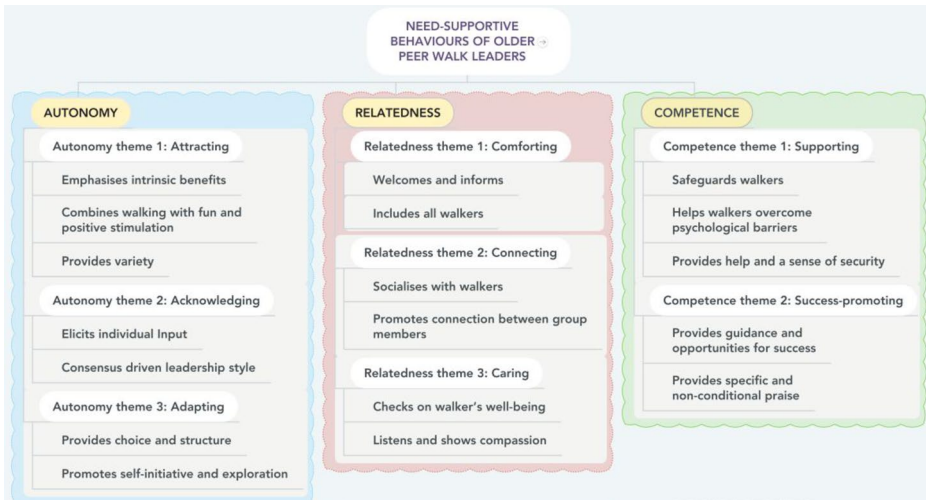 NEED-SUPPORTIVE
BEHAVIOURS OF OLDER
PEER WALK LEADERS
AUTONOMY
Autonomy theme 1: Attracting
Emphasises intrinsic benefits
Combines walking with fun and
positive stimulation
Provides variety
Autonomy theme 2: Acknowledging
Elicits individual Input
Consensus driven leadership style
Autonomy theme 3: Adapting
Provides choice and structure
Promotes self-initiative and exploration
RELATEDNESS
Relatedness theme 1: Comforting
Welcomes and informs
Includes all walkers
Relatedness theme 2: Connecting
Socialises with walkers
Promotes connection between group
members
Relatedness theme 3: Caring
Checks on walker's well-being
Listens and shows compassion
COMPETENCE
Competence theme 1: Supporting
Safeguards walkers
Helps walkers overcome
psychological barriers
Provides help and a sense of security
Competence theme 2: Success-promoting
Provides guidance and
opportunities for success
Provides specific and
non-conditional praise